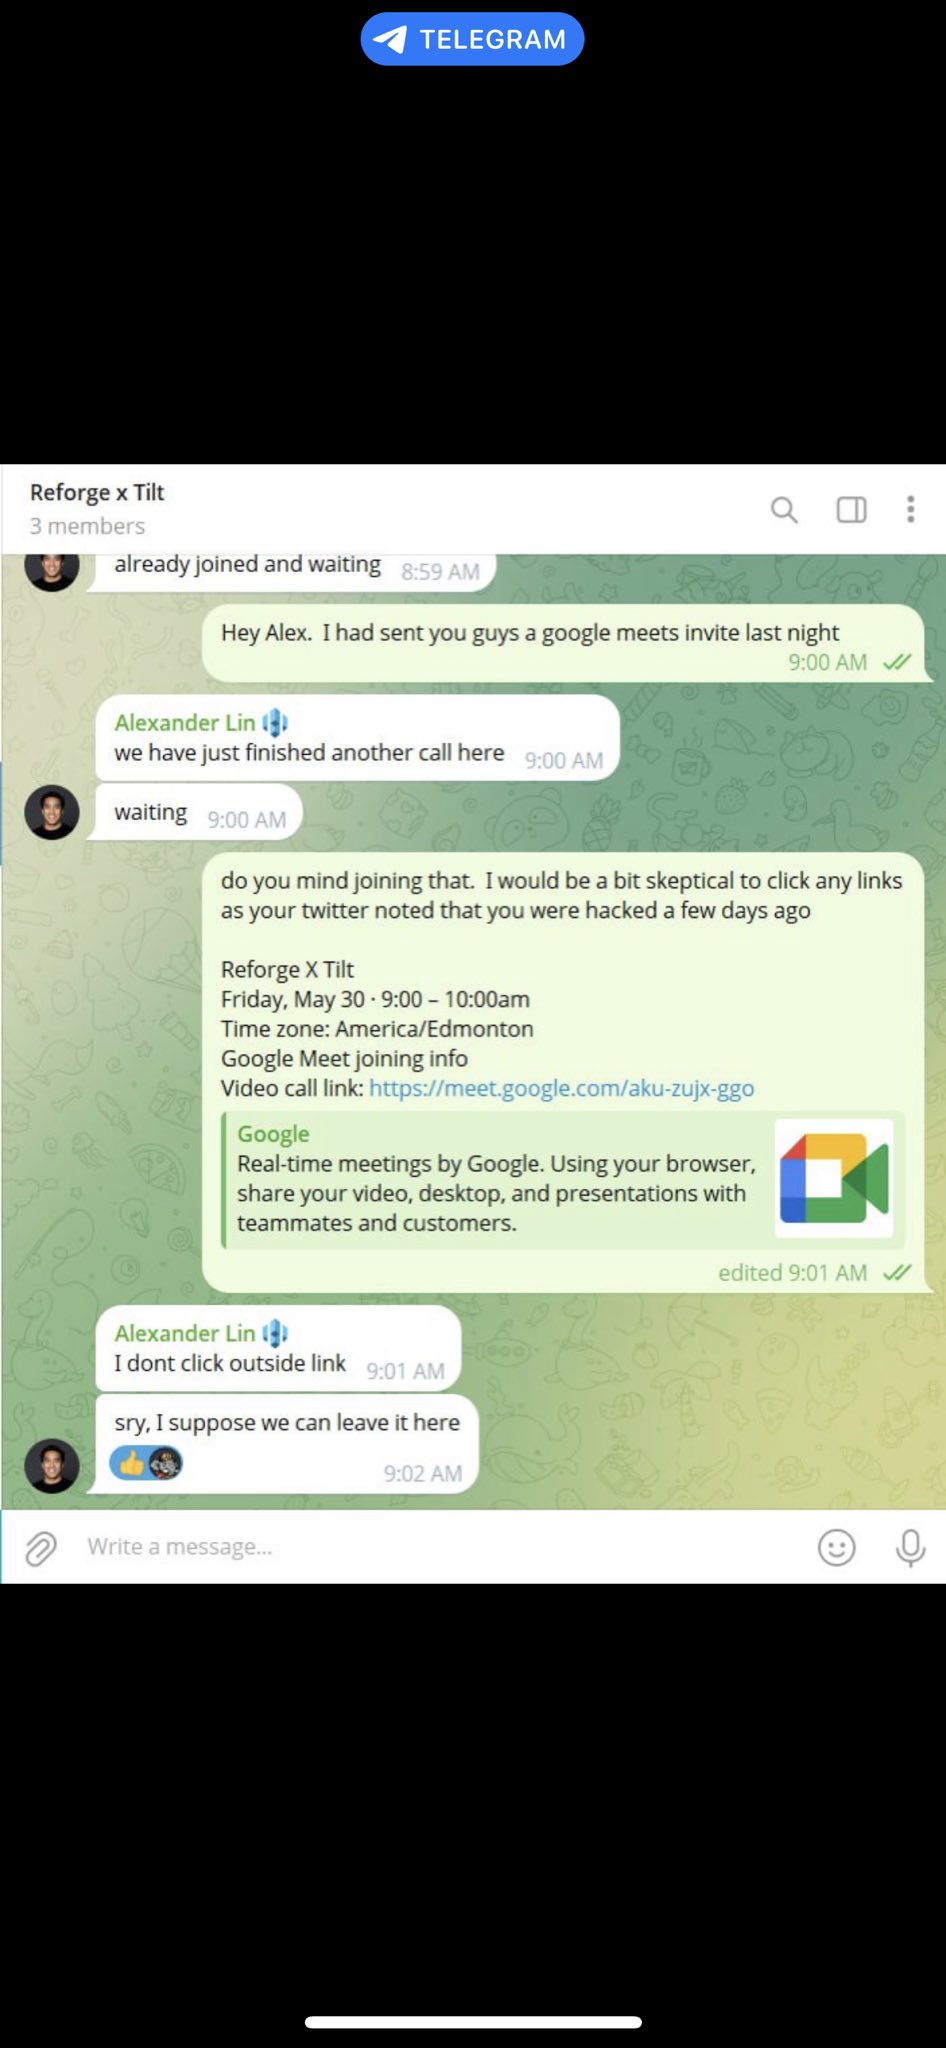 TELEGRAM
Reforge x Tilt
3 members
already joined and waiting 8:59 AM
Hey Alex.  I had sent you guys a google meets invite last night
9:00 AM
Alexander Lin
we have just finished another call here 9:00 AM
waiting 9:00 AM
do you mind joining that.  I would be a bit skeptical to click any links
as your twitter noted that you were hacked a few days ago
Reforge X Tilt
Friday, May 30 · 9:00 – 10:00am
Time zone: America/Edmonton
Google Meet joining info
Video call link: https://meet.google.com/aku-zujx-ggo
Google
Real-time meetings by Google. Using your browser,
share your video, desktop, and presentations with
teammates and customers.
edited 9:01 AM
Alexander Lin
I dont click outside link 9:01 AM
sry, I suppose we can leave it here
9:02 AM
Write a message...